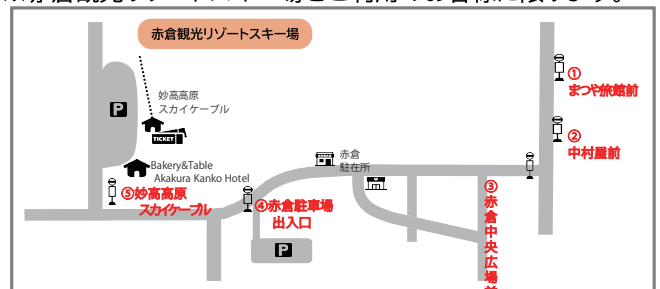 赤倉観光リゾートスキー場
①
まつや旅館前
妙高高原
スカイケーブル
P
TICKET
②
中村屋前
赤倉
駐在所
Bakery&Table
Akakura Kanko Hotel
⑤妙高高原
スカイケーブル
④赤倉駐車場
出入口
③
赤
倉
中
央
広
場
P